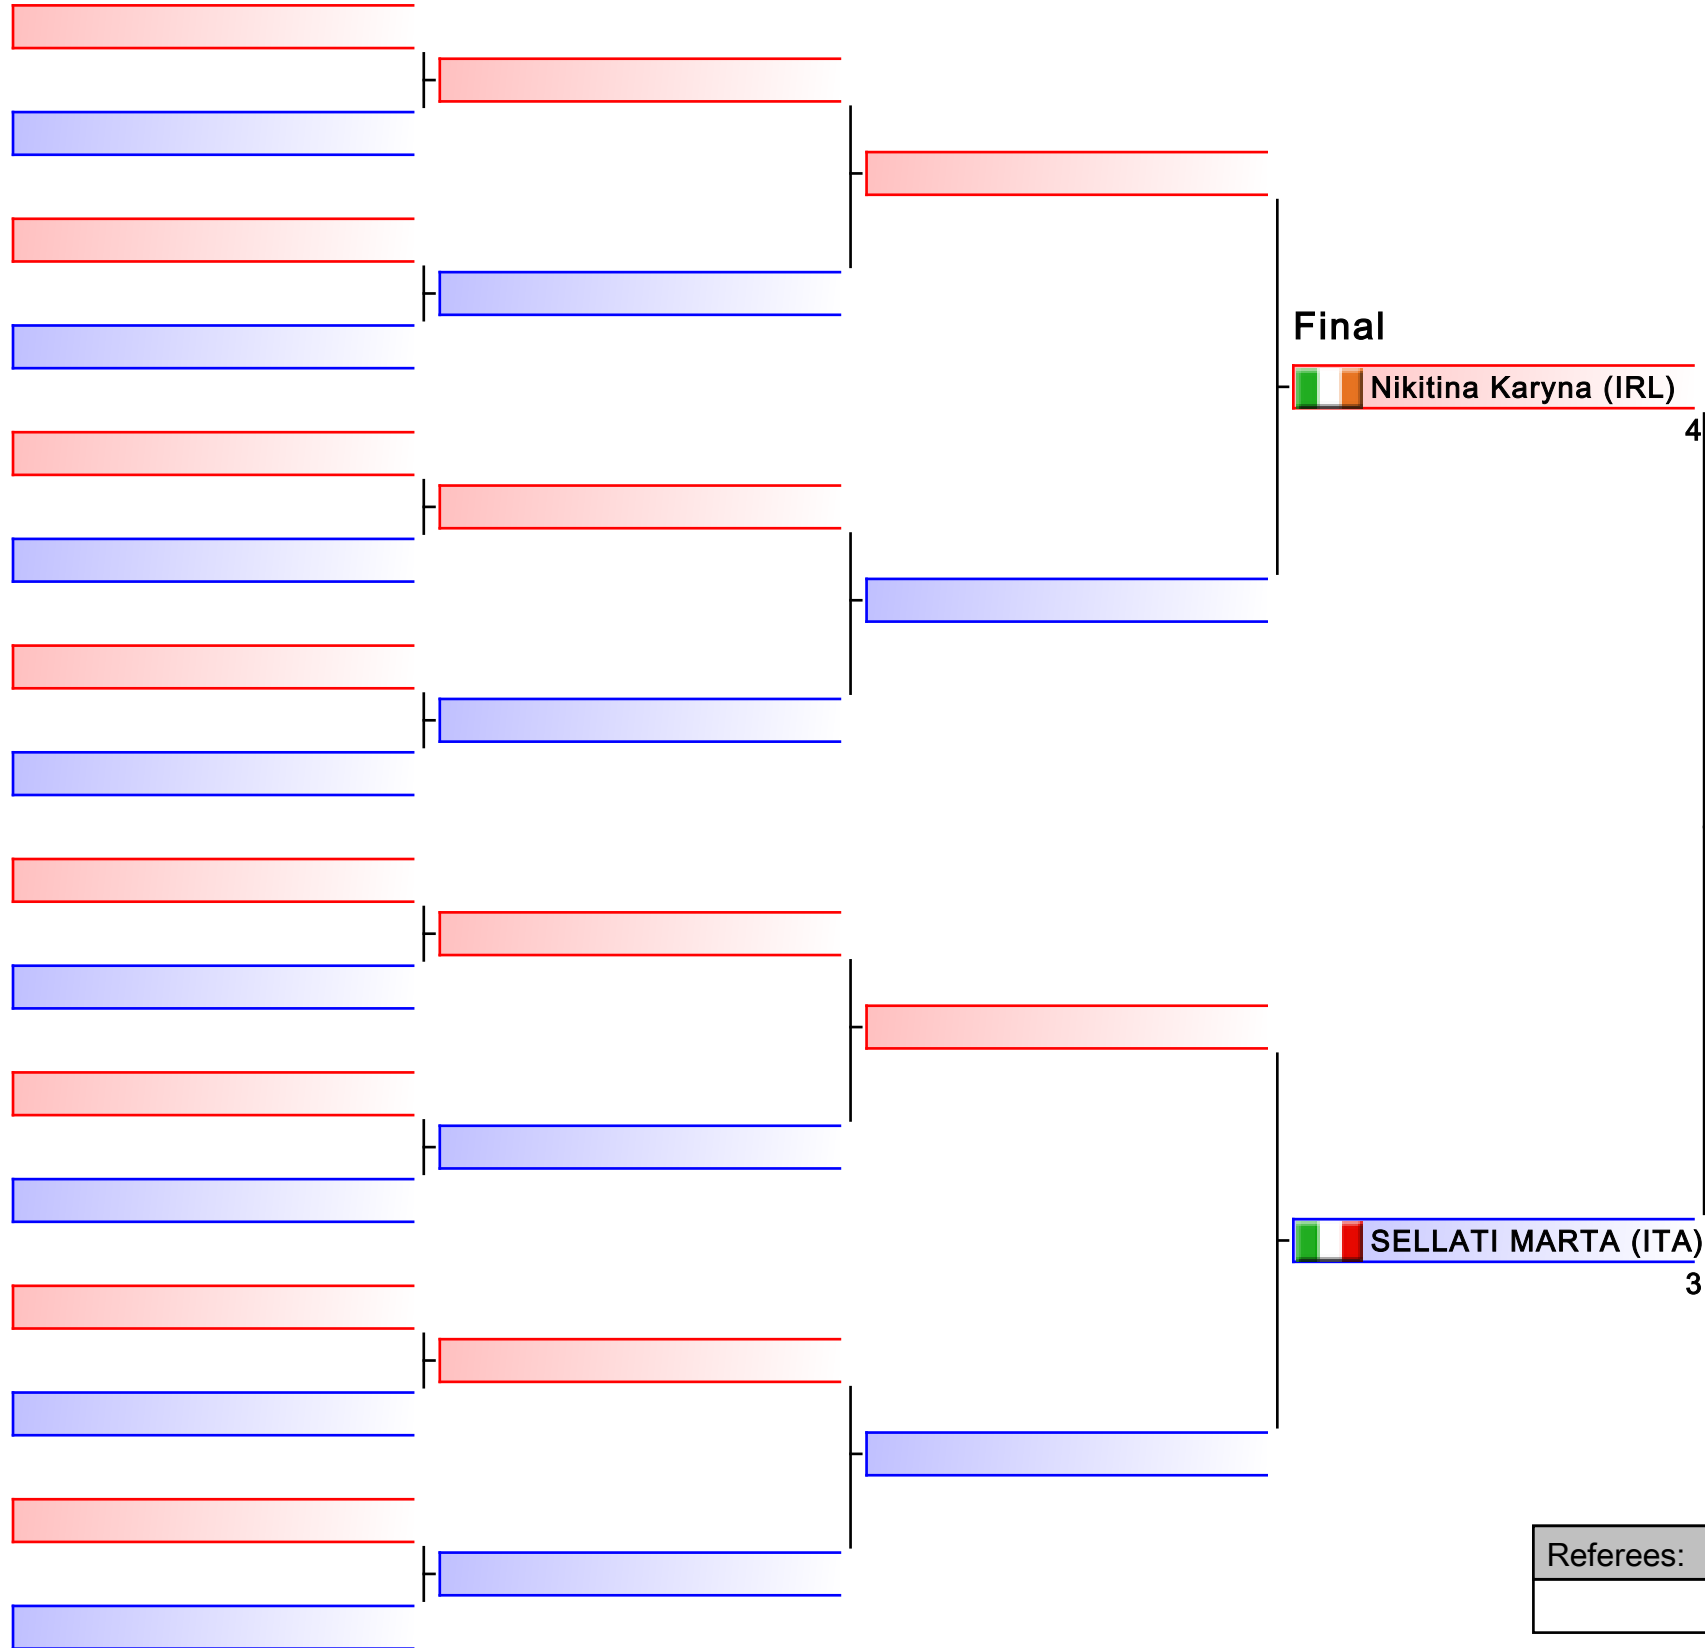 Final
Nikitina Karyna (IRL)
4
SELLATI MARTA (ITA)
3
Referees: